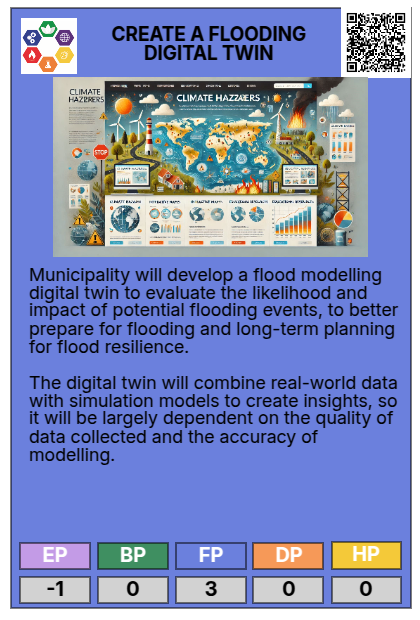 CREATE A FLOODING
DIGITAL TWIN
CLIMATE
HAZZRERS
CLIMATE HAZZAERS
STOP
Municipality will develop a flood modelling
digital twin to evaluate the likelihood and
impact of potential flooding events, to better
prepare for flooding and long-term planning
for flood resilience.
The digital twin will combine real-world data
with simulation models to create insights, so
it will be largely dependent on the quality of
data collected and the accuracy of
modelling.
EP BP FP DP HP
-1 0 3 0 0